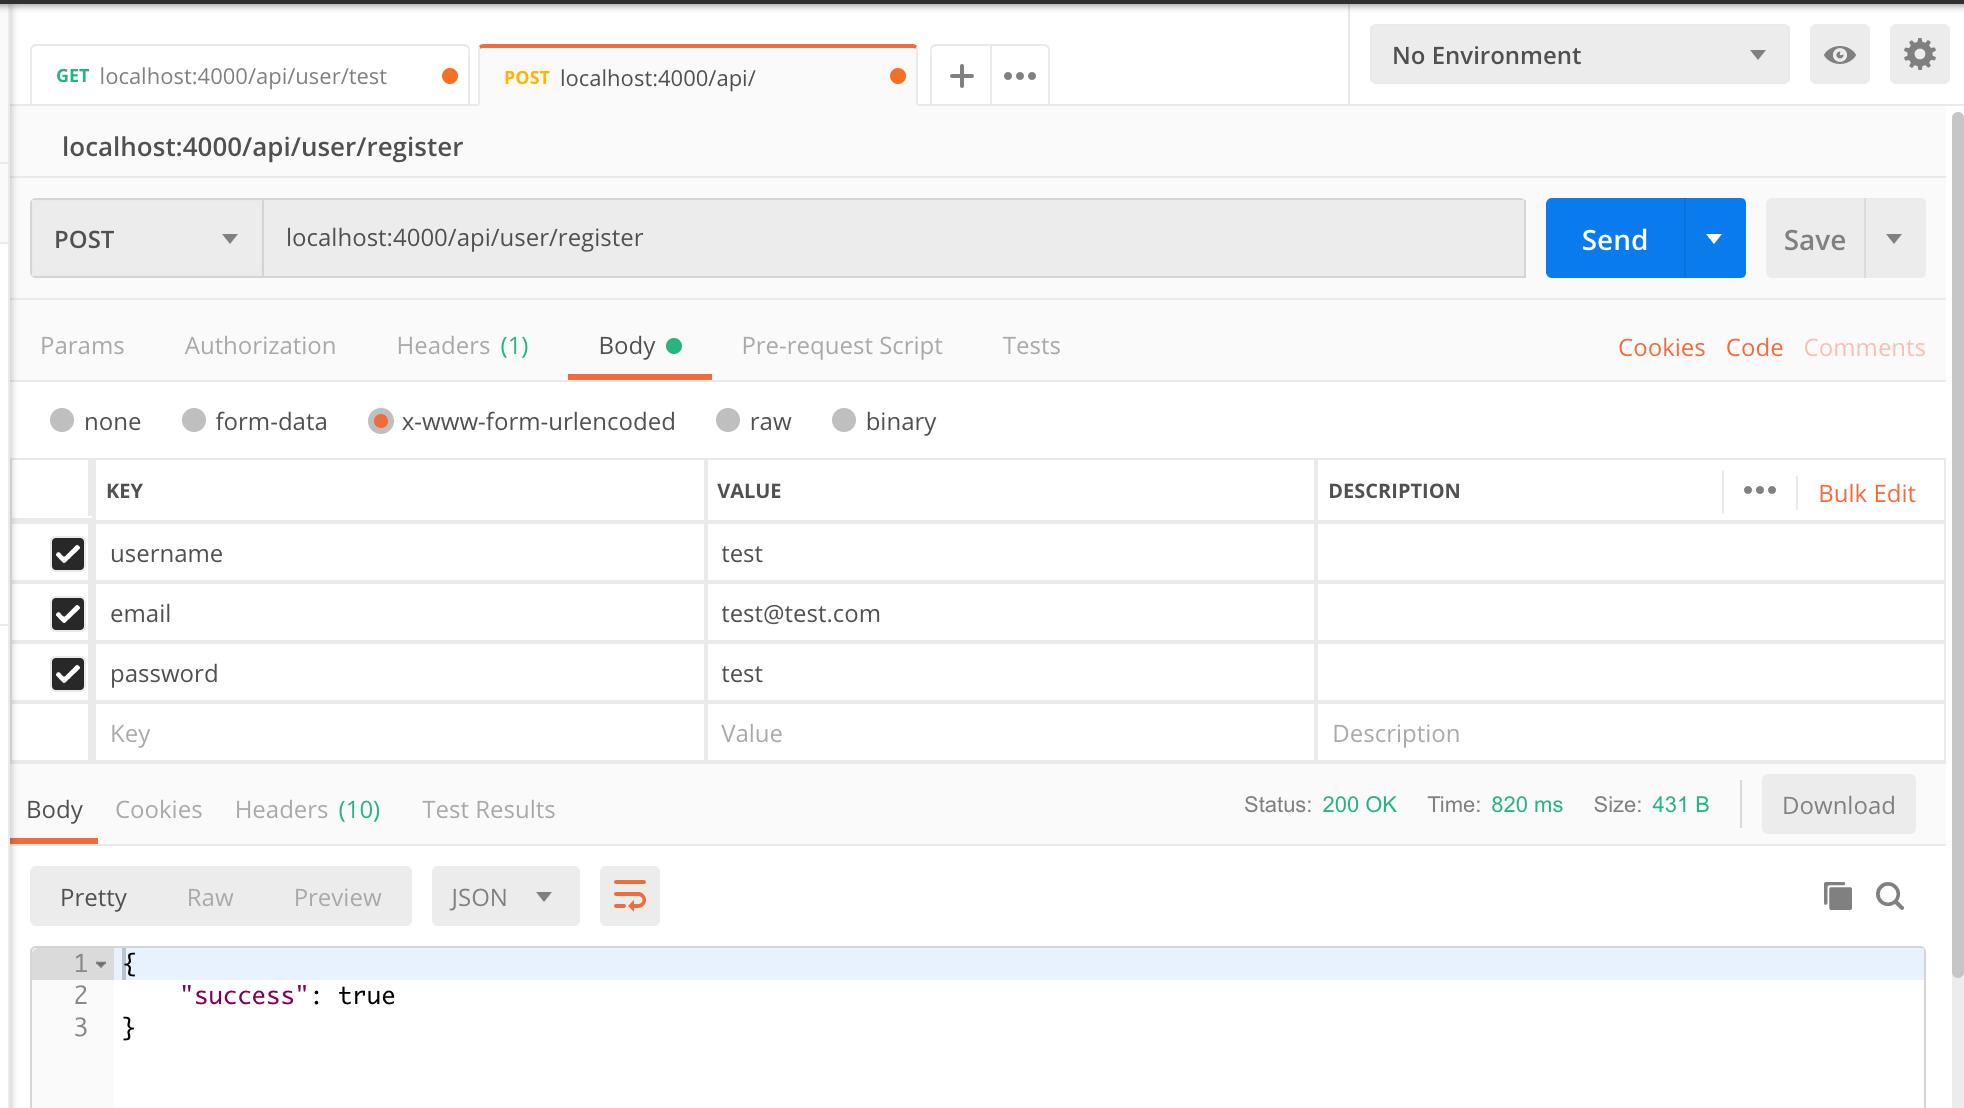 GET localhost:4000/api/user/test
POST localhost:4000/api/
No Environment
localhost:4000/api/user/register
POST localhost:4000/api/user/register Send Save
Params Authorization Headers (1) Body Pre-request Script Tests Cookies Code Comments
none form-data x-www-form-urlencoded raw binary
KEY VALUE DESCRIPTION Bulk Edit
username test
email test@test.com
password test
Key Value Description
Body Cookies Headers (10) Test Results Status: 200 OK Time: 820 ms Size: 431 B Download
Pretty Raw Preview JSON
1 {
2 "success": true
3 }